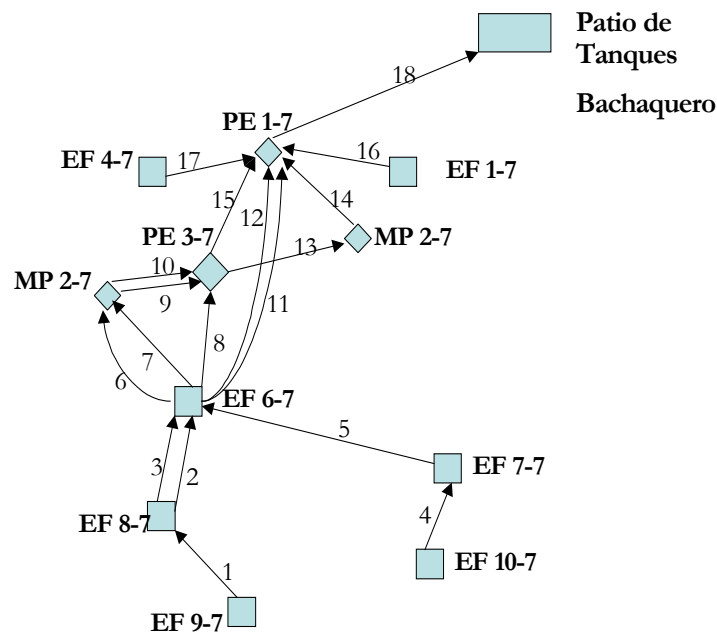 Patio de
Tanques
Bachaquero
18
PE 1-7
EF 4-7
17
16
EF 1-7
15
12
14
PE 3-7
13
MP 2-7
10
MP 2-7
9
11
8
7
6
EF 6-7
5
3
2
EF 7-7
4
EF 8-7
EF 10-7
1
EF 9-7